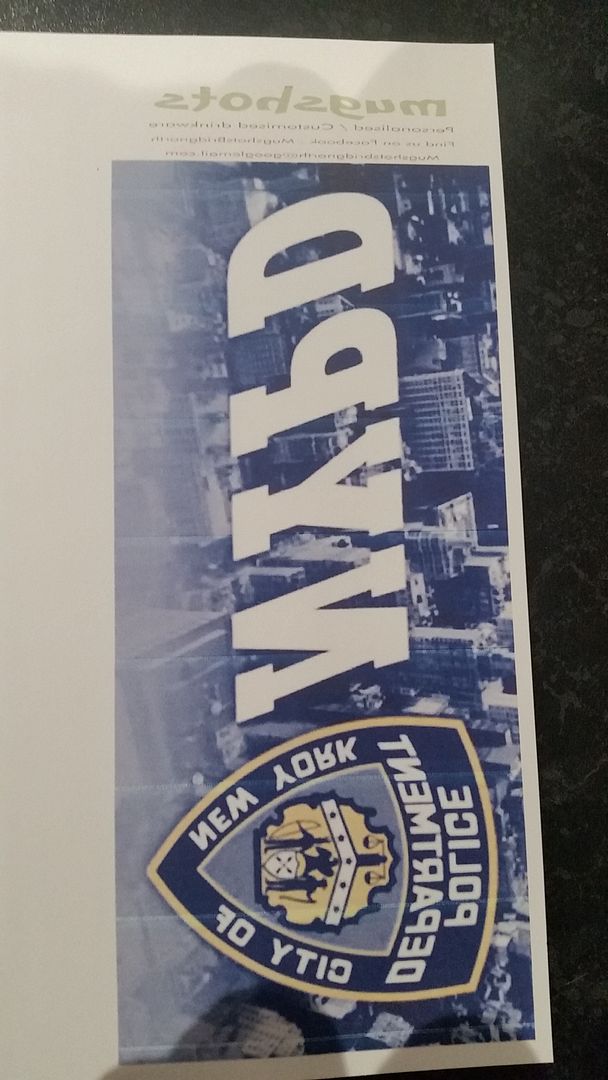 mugshots
Personalised / Customised drinkware
Find us on Facebook . MugshotsBridgnorth
Mugshotsbridgnorth@googlemail.com
NYPD
POLICE
DEPARTMENT
CITY OF
NEW YORK